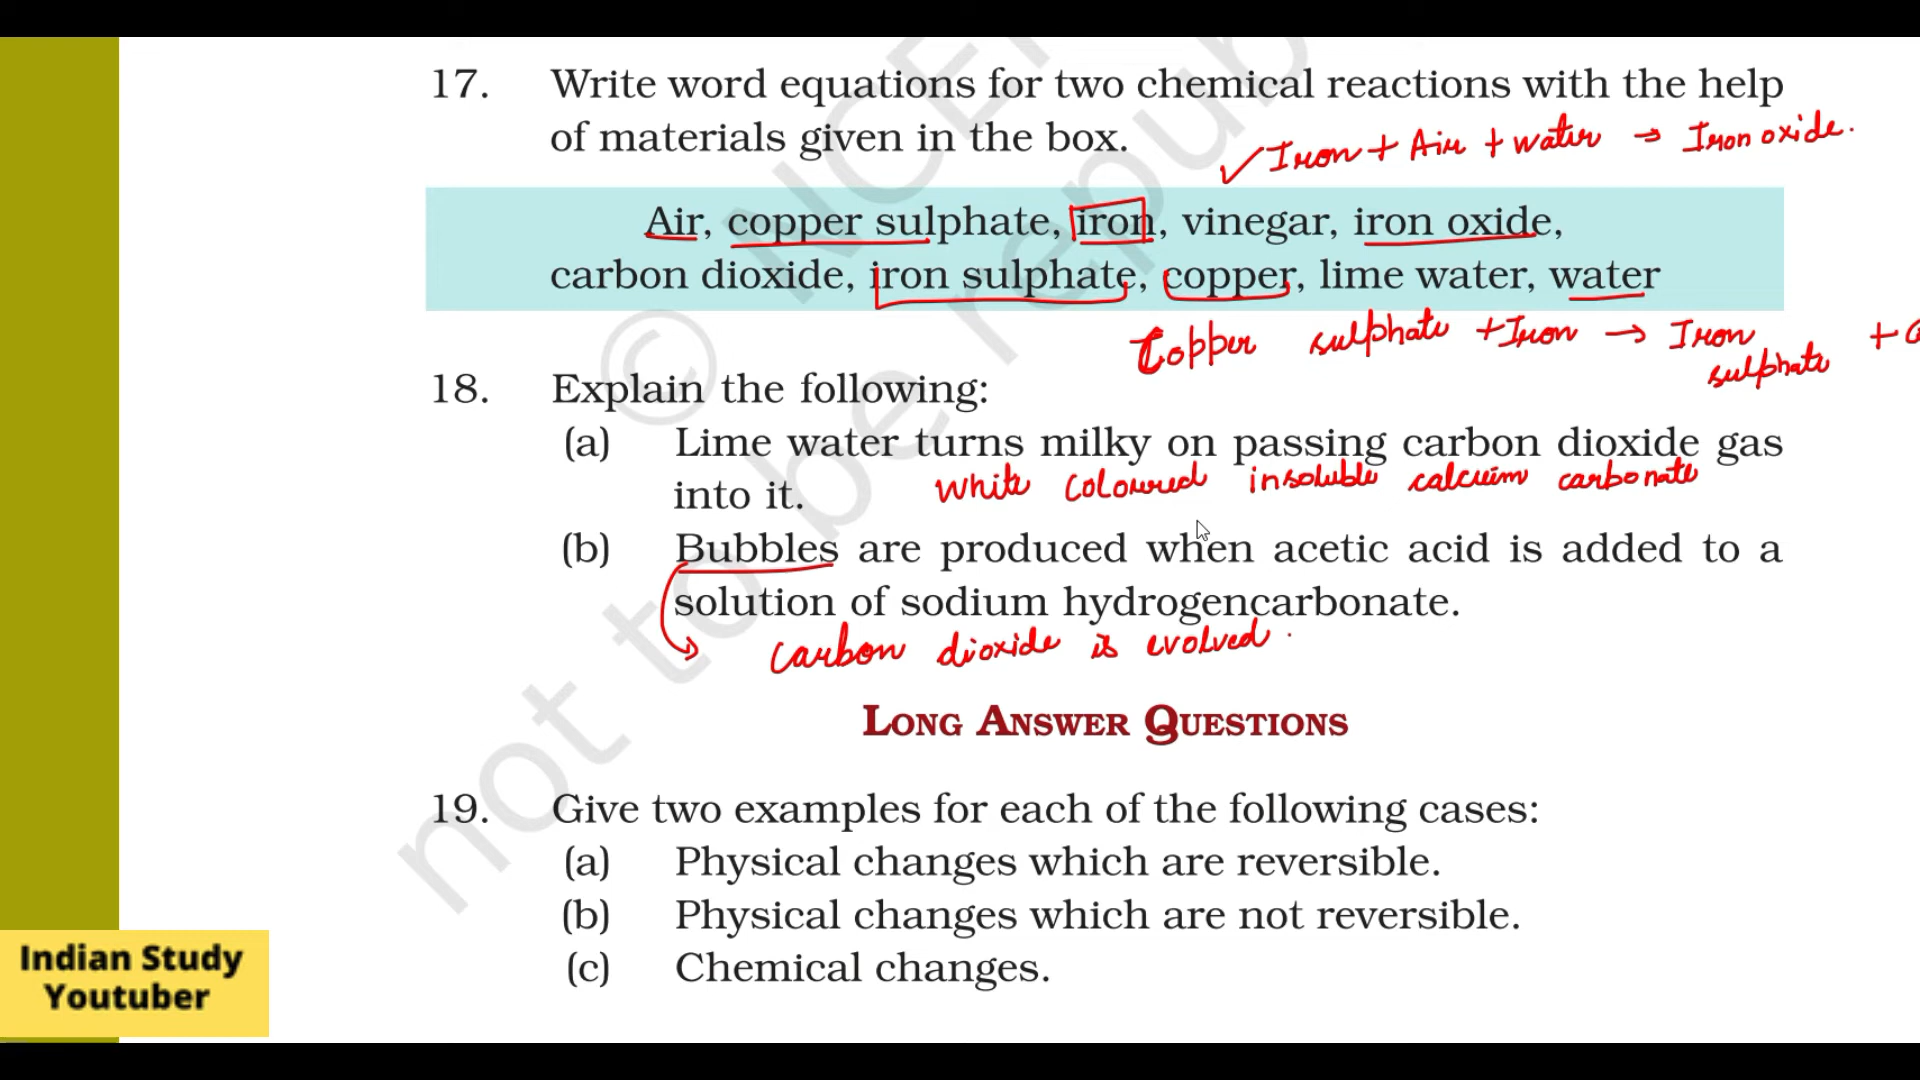 17. Write word equations for two chemical reactions with the help
of materials given in the box.
✓ Iron + Air + water → Iron oxide.
Air, copper sulphate, iron, vinegar, iron oxide,
carbon dioxide, iron sulphate, copper, lime water, water
Copper sulphate + Iron → Iron sulphate +
18. Explain the following:
(a) Lime water turns milky on passing carbon dioxide gas
into it. White coloured insoluble calcium carbonate
(b) Bubbles are produced when acetic acid is added to a
solution of sodium hydrogencarbonate.
carbon dioxide is evolved.
LONG ANSWER QUESTIONS
19. Give two examples for each of the following cases:
(a) Physical changes which are reversible.
(b) Physical changes which are not reversible.
(c) Chemical changes.
Indian Study
Youtuber
not to be repub
© NCE